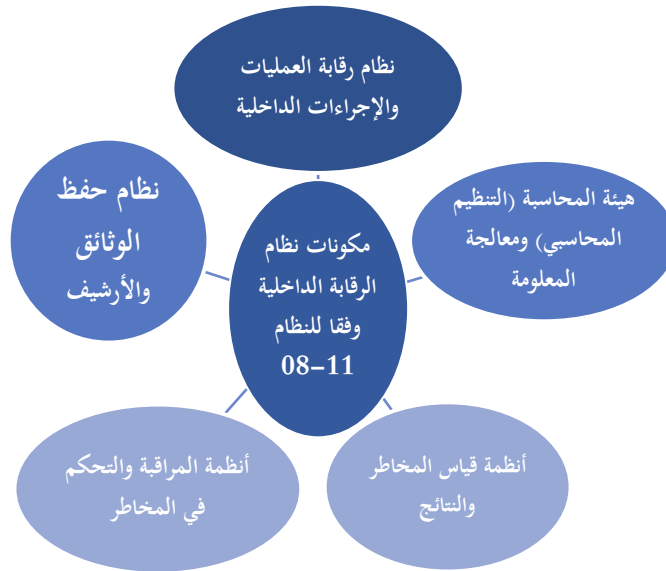 نظام رقابة العمليات
والإجراءات الداخلية
هيئة المحاسبة (التنظيم
المحاسبي) ومعالجة
المعلومة
نظام حفظ
الوثائق
والأرشيف
مكونات نظام
الرقابة الداخلية
وفقا للنظام
08-11
أنظمة قياس المخاطر
والنتائج
أنظمة المراقبة والتحكم
في المخاطر